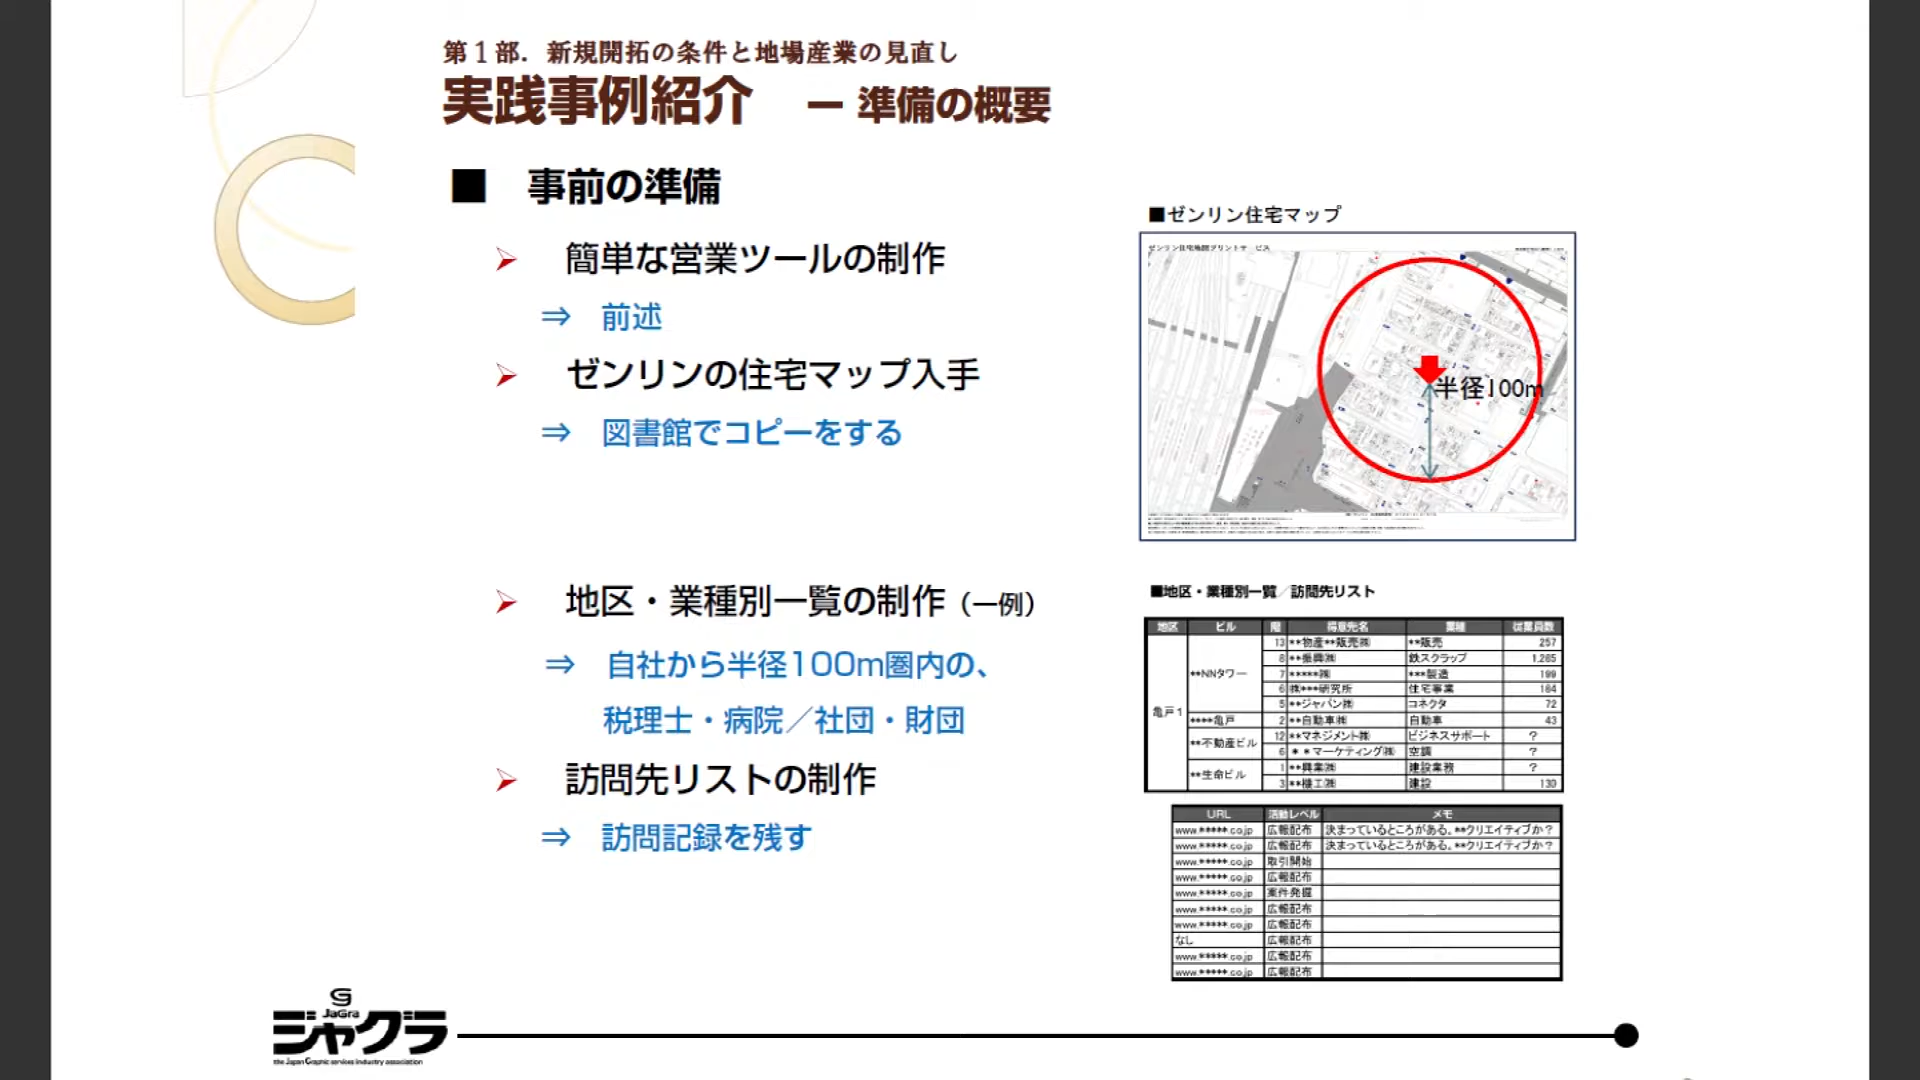 第1部．新規開拓の条件と地場産業の見直し
実践事例紹介　－ 準備の概要
■　事前の準備
簡単な営業ツールの制作
⇒　前述
ゼンリンの住宅マップ入手
⇒　図書館でコピーをする
地区・業種別一覧の制作（一例）
⇒　自社から半径100m圏内の、
税理士・病院／社団・財団
訪問先リストの制作
⇒　訪問記録を残す
■ゼンリン住宅マップ
ゼンリン住宅地図プリントサービス
半径100m
■地区・業種別一覧／訪問先リスト
地区 ビル 階 得意先名 業種 従業員数
亀戸1 **NNタワー 13 **物産**販売㈱ **販売 257
8 **振興㈱ 鉄スクラップ 1,265
7 *****㈱ ***製造 199
6 ㈱***研究所 住宅事業 184
5 **ジャパン㈱ コネクタ 72
****亀戸 2 **自動車㈱ 自動車 43
**不動産ビル 12 **マネジメント㈱ ビジネスサポート ?
6 **マーケティング㈱ 空調 ?
**生命ビル 1 **興業㈱ 建設業務 ?
3 **機工㈱ 建設 130
URL 活動レベル メモ
www.*****.co.jp 広報配布 決まっているところがある。**クリエイティブか？
www.*****.co.jp 広報配布 決まっているところがある。**クリエイティブか？
www.*****.co.jp 取引開始
www.*****.co.jp 広報配布
www.*****.co.jp 案件発掘
www.*****.co.jp 広報配布
www.*****.co.jp 広報配布
なし 広報配布
www.*****.co.jp 広報配布
www.*****.co.jp 広報配布
JaGra
ジャグラ
the Japan Graphic services industry association